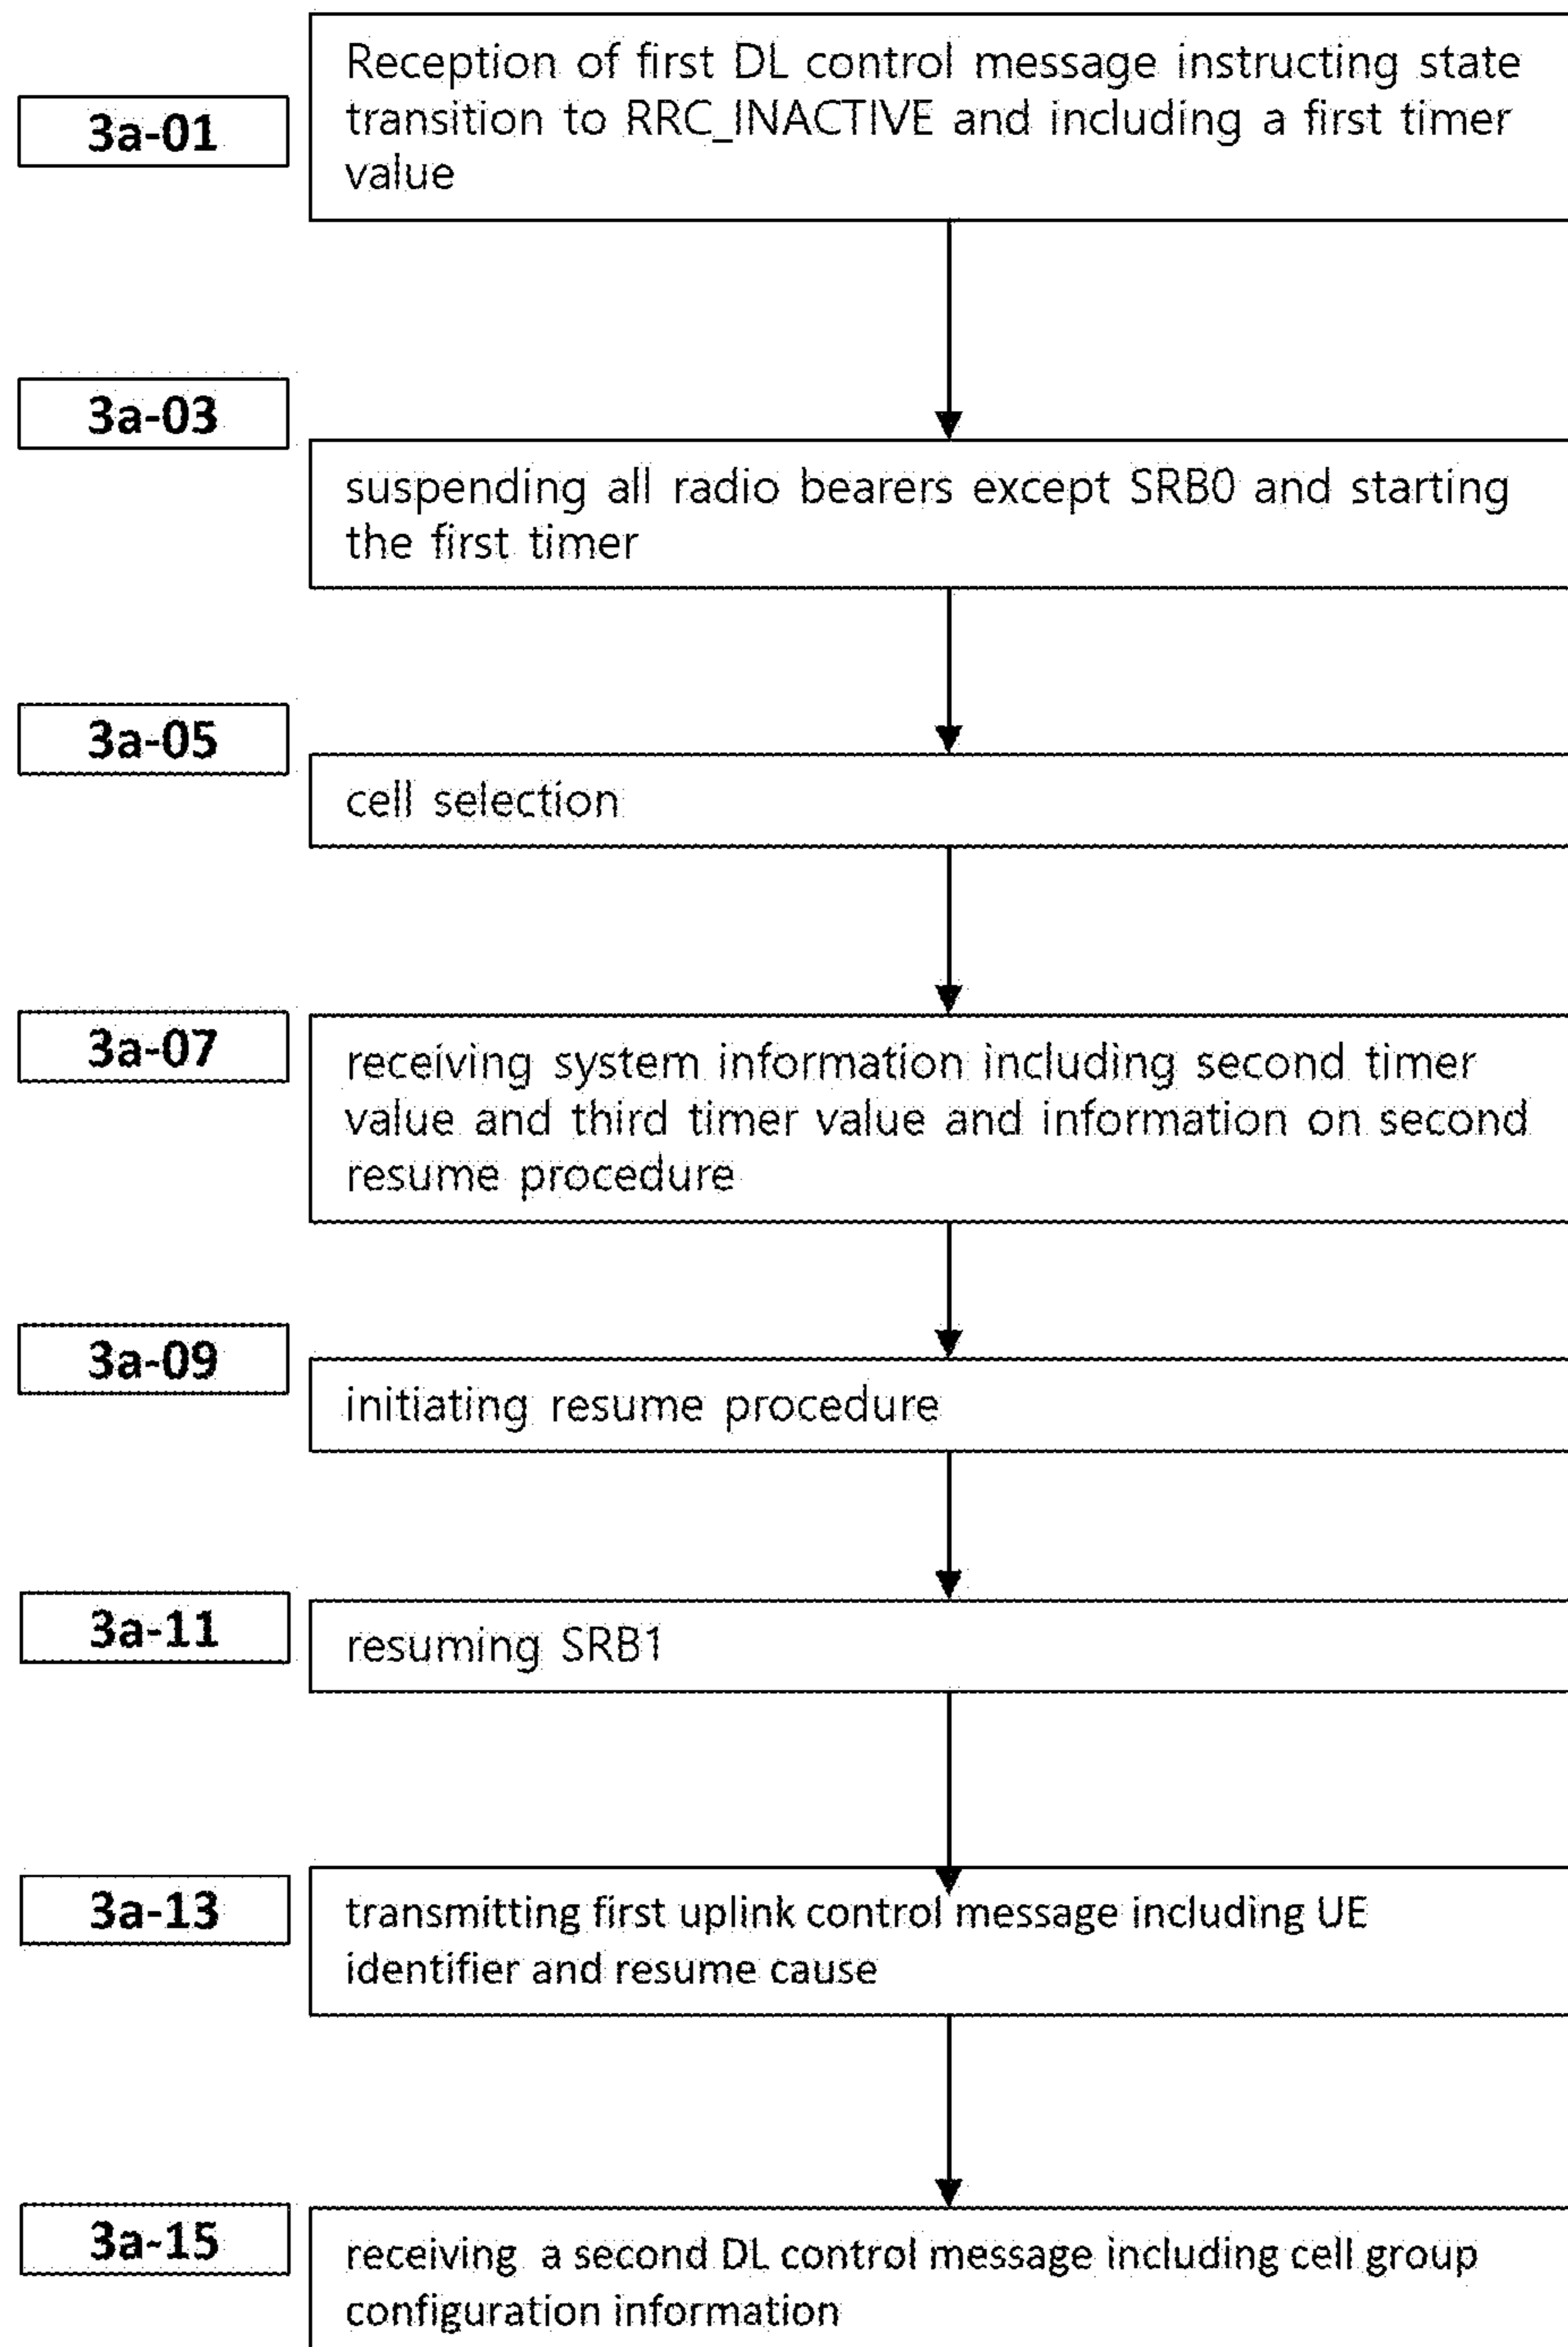 3a-01
Reception of first DL control message instructing state
transition to RRC_INACTIVE and including a first timer
value
3a-03
suspending all radio bearers except SRB0 and starting
the first timer
3a-05
cell selection
3a-07
receiving system information including second timer
value and third timer value and information on second
resume procedure
3a-09
initiating resume procedure
3a-11
resuming SRB1
3a-13
transmitting first uplink control message including UE
identifier and resume cause
3a-15
receiving a second DL control message including cell group
configuration information